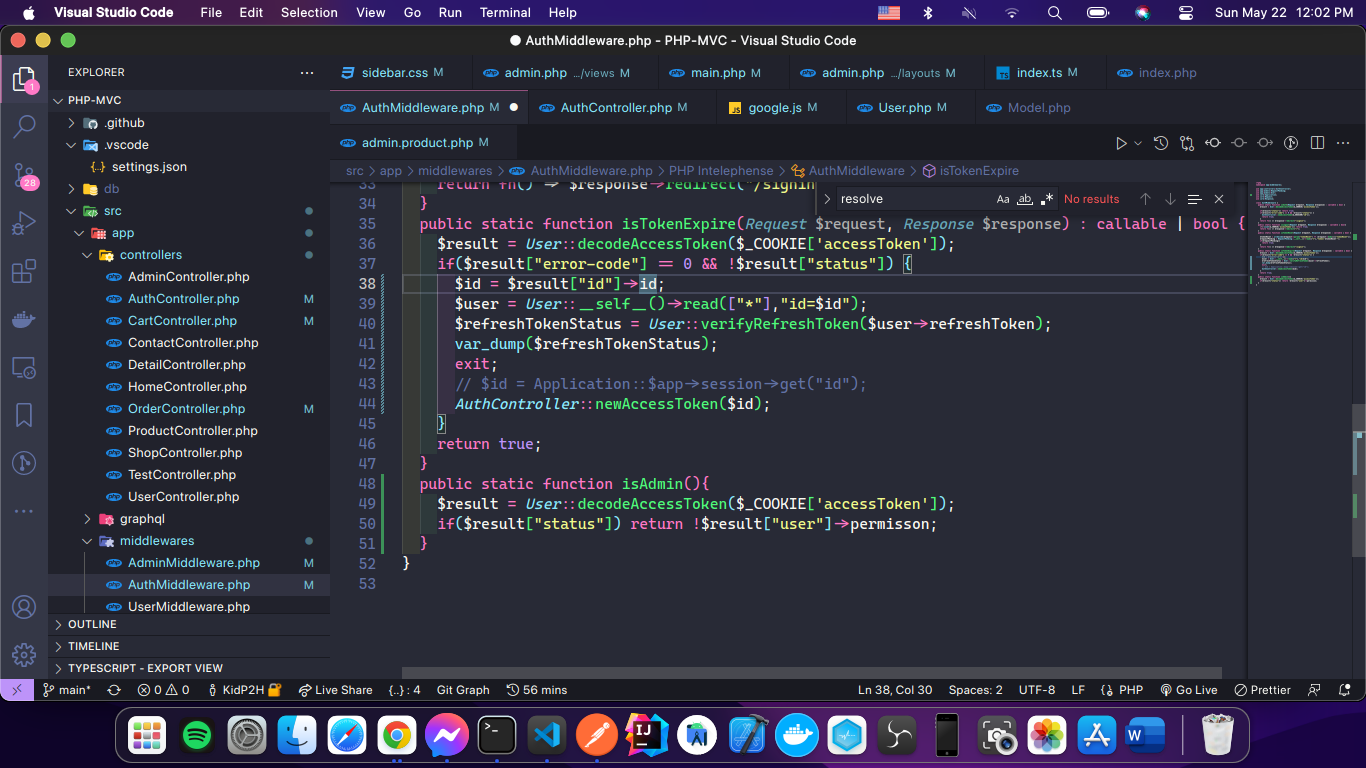 Visual Studio Code File Edit Selection View Go Run Terminal Help Sun May 22 12:02 PM
AuthMiddleware.php - PHP-MVC - Visual Studio Code
EXPLORER
PHP-MVC
.github
.vscode
settings.json
db
src
app
controllers
AdminController.php
AuthController.php M
CartController.php M
ContactController.php
DetailController.php
HomeController.php
OrderController.php M
ProductController.php
ShopController.php
TestController.php
UserController.php
graphql
middlewares
AdminMiddleware.php M
AuthMiddleware.php M
UserMiddleware.php
OUTLINE
TIMELINE
TYPESCRIPT - EXPORT VIEW
1
28
sidebar.css M admin.php .../views M main.php M admin.php .../layouts M index.ts M index.php
AuthMiddleware.php M AuthController.php M google.js M User.php M Model.php
admin.product.php M
src > app > middlewares > AuthMiddleware.php > PHP Intelephense > AuthMiddleware > isTokenExpire
resolve Aa ab No results
33 return fn() => $response->redirect("/signin
34 }
35 public static function isTokenExpire(Request $request, Response $response) : callable | bool {
36 $result = User::decodeAccessToken($_COOKIE['accessToken']);
37 if($result["error-code"] == 0 && !$result["status"]) {
38 $id = $result["id"]->id;
39 $user = User::__self__()->read(["*"],"id=$id");
40 $refreshTokenStatus = User::verifyRefreshToken($user->refreshToken);
41 var_dump($refreshTokenStatus);
42 exit;
43 // $id = Application::$app->session->get("id");
44 AuthController::newAccessToken($id);
45 }
46 return true;
47 }
48 public static function isAdmin(){
49 $result = User::decodeAccessToken($_COOKIE['accessToken']);
50 if($result["status"]) return !$result["user"]->permisson;
51 }
52 }
53
main* 0 0 KidP2H Live Share {..} : 4 Git Graph 56 mins Ln 38, Col 30 Spaces: 2 UTF-8 LF PHP Go Live Prettier